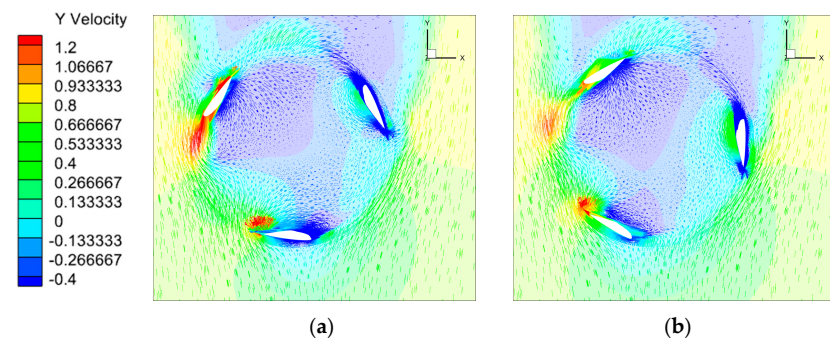 Y Velocity
1.2
1.06667
0.933333
0.8
0.666667
0.533333
0.4
0.266667
0.133333
0
-0.133333
-0.266667
-0.4
Y
Z X
Y
Z X
(a)
(b)